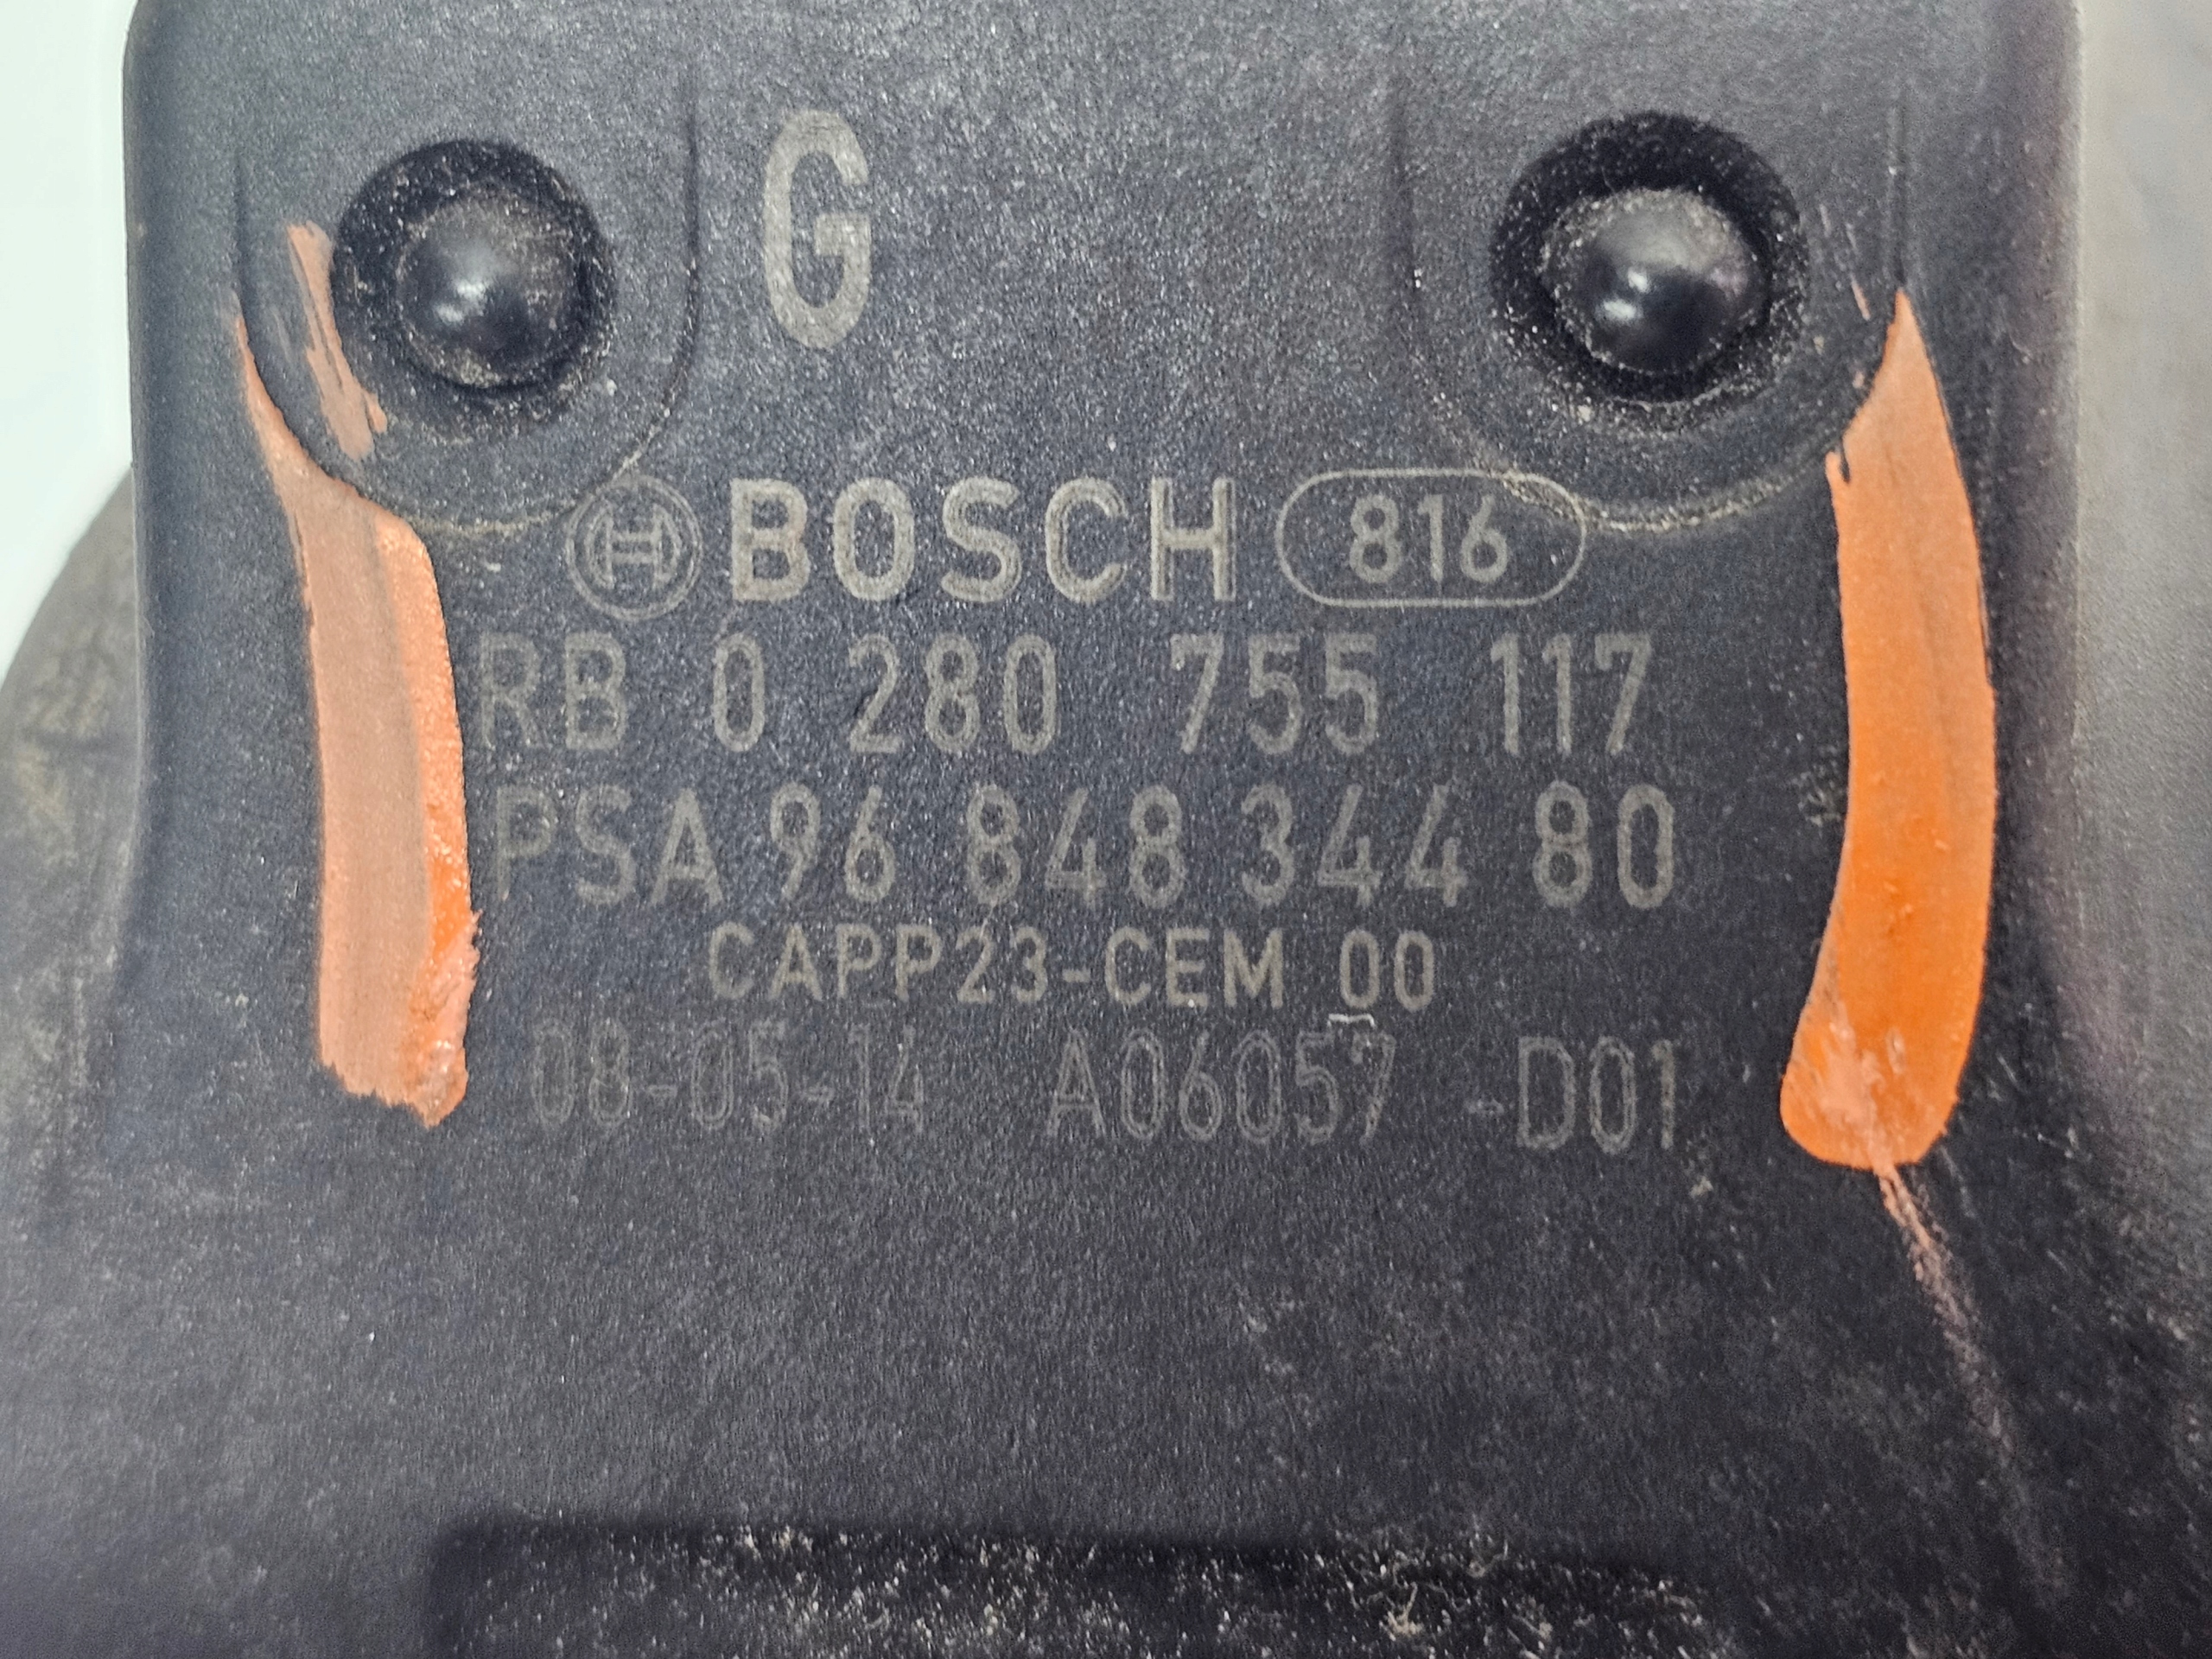 G
BOSCH 816
RB 0 280 755 117
PSA 96 848 344 80
CAPP23-CEM 00
08-05-14 A06057 -D01